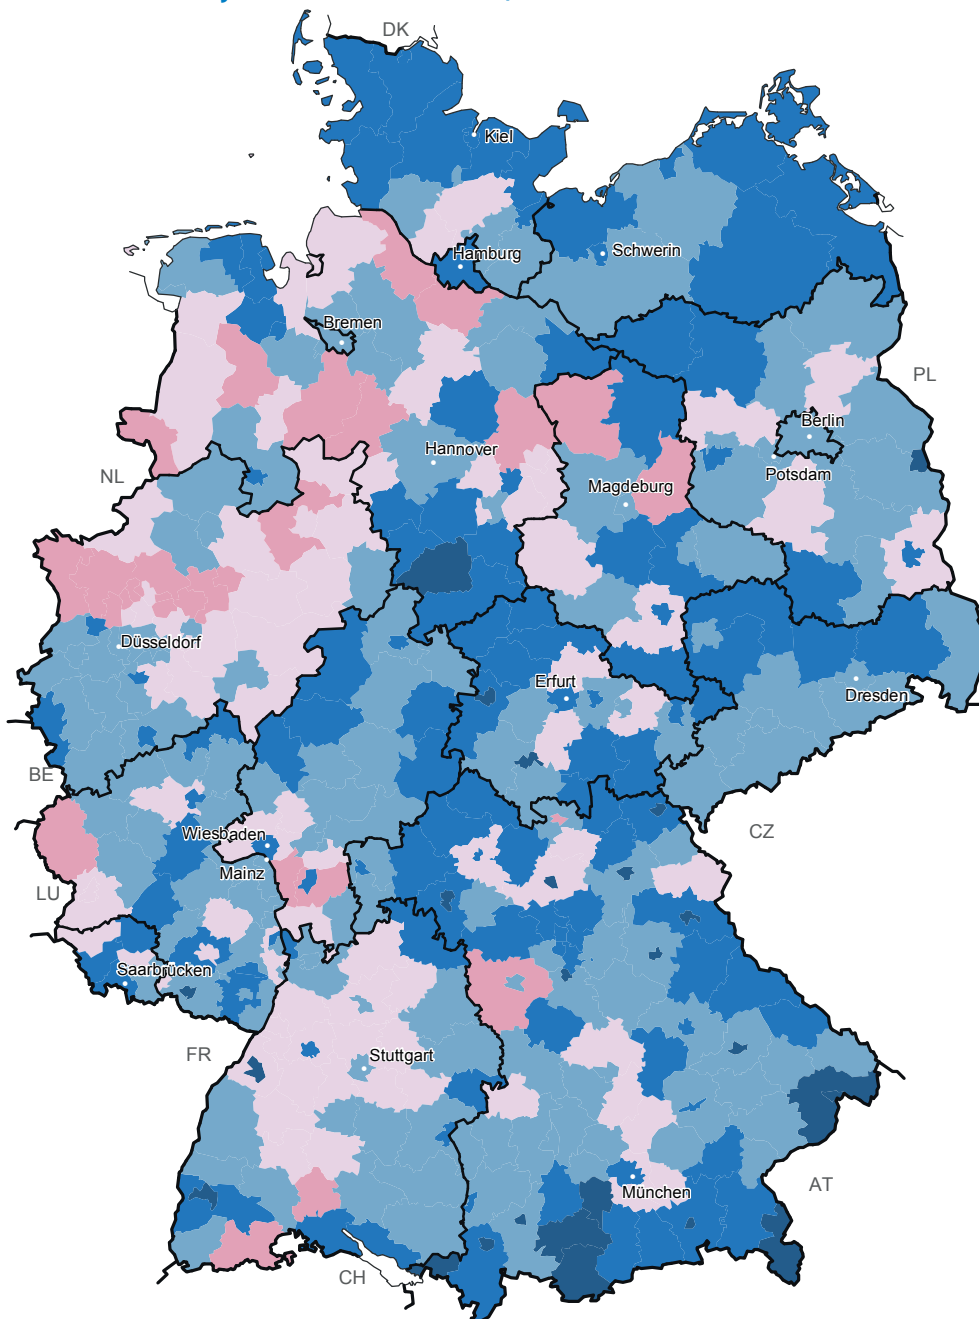 DK
Kiel
Hamburg
Schwerin
Bremen
PL
Berlin
Hannover
NL
Potsdam
Magdeburg
Düsseldorf
Erfurt
Dresden
BE
Wiesbaden
CZ
Mainz
LU
Saarbrücken
FR
Stuttgart
AT
München
CH